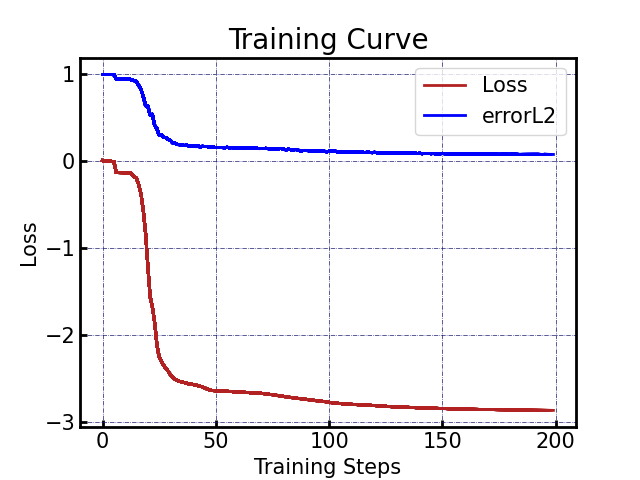 Training Curve
1
0
−1
−2
−3
Loss
Loss
errorL2
0
50
100
150
200
Training Steps